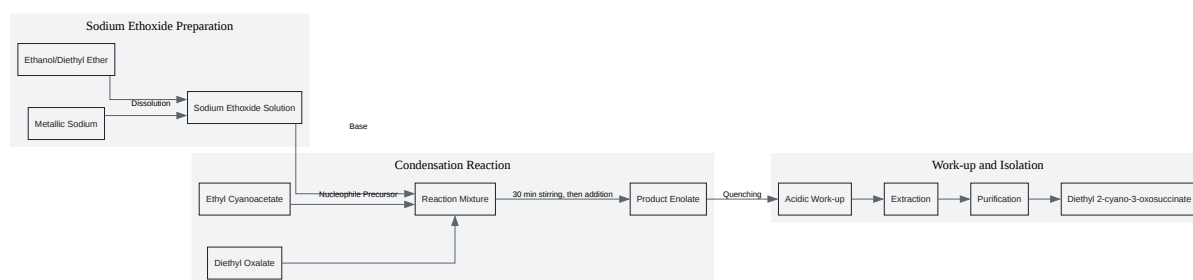 Sodium Ethoxide Preparation
Ethanol/Diethyl Ether
Dissolution
Sodium Ethoxide Solution
Metallic Sodium
Base
Condensation Reaction
Work-up and Isolation
Ethyl Cyanoacetate
Nucleophile Precursor
Reaction Mixture
30 min stirring, then addition
Product Enolate
Quenching
Acidic Work-up
Extraction
Purification
Diethyl 2-cyano-3-oxosuccinate
Diethyl Oxalate